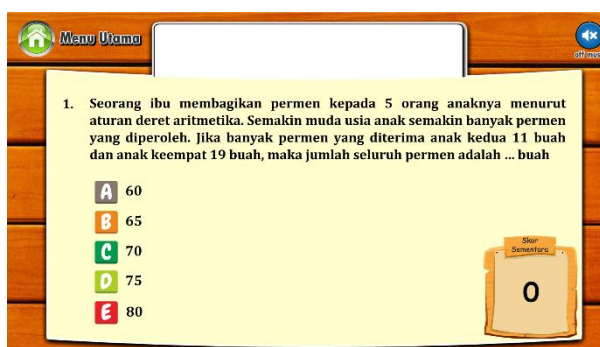 Menu Utama
off mus
1. Seorang ibu membagikan permen kepada 5 orang anaknya menurut
aturan deret aritmetika. Semakin muda usia anak semakin banyak permen
yang diperoleh. Jika banyak permen yang diterima anak kedua 11 buah
dan anak keempat 19 buah, maka jumlah seluruh permen adalah ... buah
A 60
B 65
C 70
D 75
E 80
Skor
Sementara
0